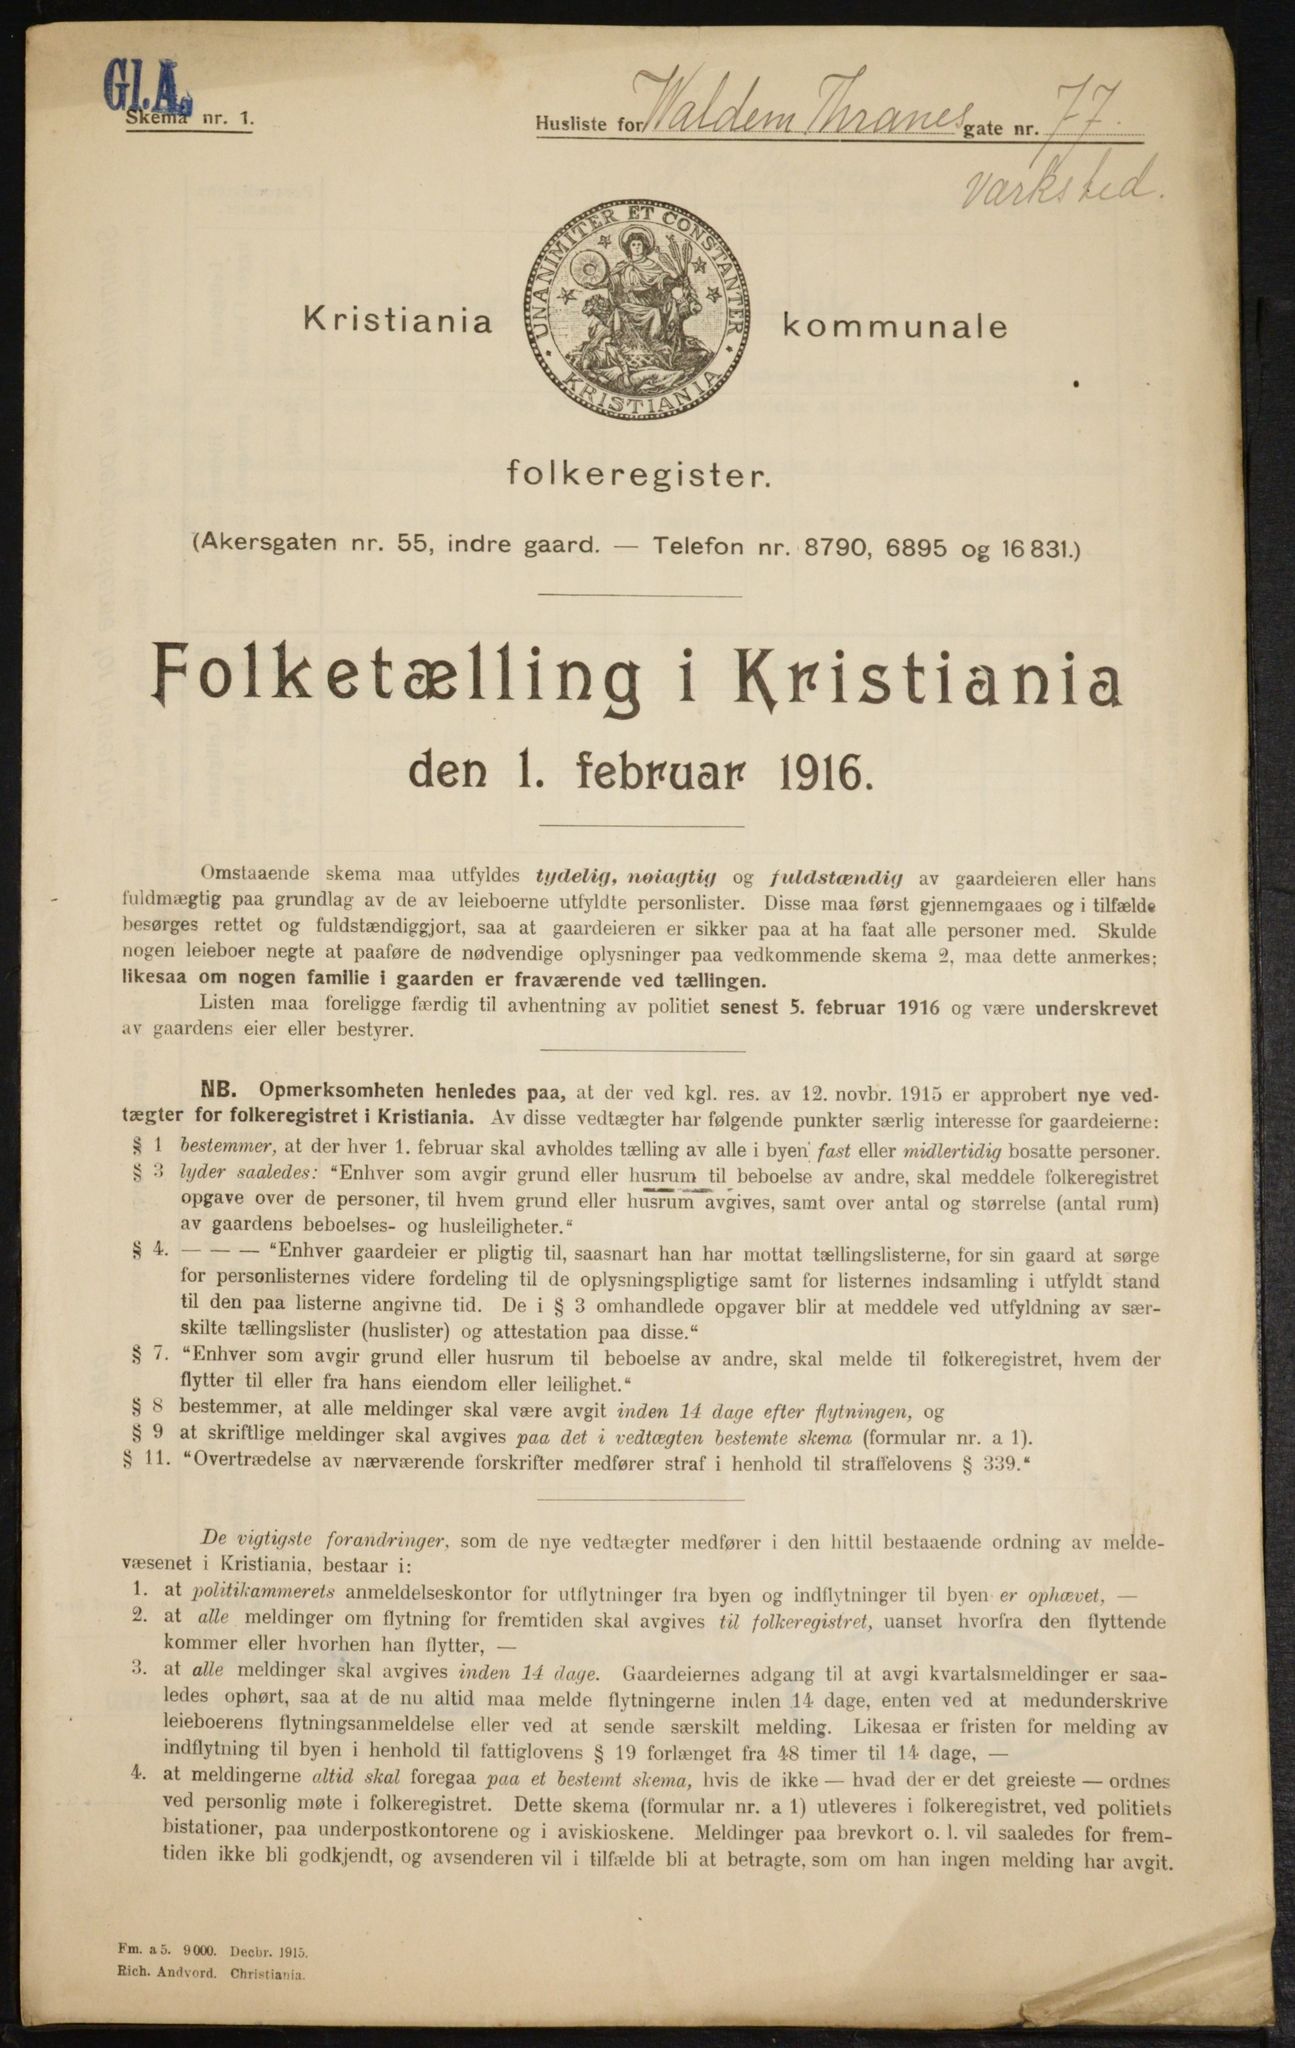 Gl. A.
Skema nr. 1.
Husliste for Waldem Thranes gate nr. 77.
Varksted.
UNANIMITER ET CONSTANTER · KRISTIANIA ·
Kristiania kommunale
folkeregister.
(Akersgaten nr. 55, indre gaard. — Telefon nr. 8790, 6895 og 16 831.)
Folketælling i Kristiania
den 1. februar 1916.
Omstaaende skema maa utfyldes tydelig, nøiagtig og fuldstændig av gaardeieren eller hans
fuldmægtig paa grundlag av de av leieboerne utfyldte personlister. Disse maa først gjennemgaaes og i tilfælde
besørges rettet og fuldstændiggjort, saa at gaardeieren er sikker paa at ha faat alle personer med. Skulde
nogen leieboer negte at paaføre de nødvendige oplysninger paa vedkommende skema 2, maa dette anmerkes;
likesaa om nogen familie i gaarden er fraværende ved tællingen.
Listen maa foreligge færdig til avhentning av politiet senest 5. februar 1916 og være underskrevet
av gaardens eier eller bestyrer.
NB. Opmerksomheten henledes paa, at der ved kgl. res. av 12. novbr. 1915 er approbert nye ved-
tægter for folkeregistret i Kristiania. Av disse vedtægter har følgende punkter særlig interesse for gaardeierne:
§ 1 bestemmer, at der hver 1. februar skal avholdes tælling av alle i byen fast eller midlertidig bosatte personer.
§ 3 lyder saaledes: "Enhver som avgir grund eller husrum til beboelse av andre, skal meddele folkeregistret
opgave over de personer, til hvem grund eller husrum avgives, samt over antal og størrelse (antal rum)
av gaardens beboelses- og husleiligheter."
§ 4. — — — "Enhver gaardeier er pligtig til, saasnart han har mottat tællingslisterne, for sin gaard at sørge
for personlisternes videre fordeling til de oplysningspligtige samt for listernes indsamling i utfyldt stand
til den paa listerne angivne tid. De i § 3 omhandlede opgaver blir at meddele ved utfyldning av sær-
skilte tællingslister (huslister) og attestation paa disse."
§ 7. "Enhver som avgir grund eller husrum til beboelse av andre, skal melde til folkeregistret, hvem der
flytter til eller fra hans eiendom eller leilighet."
§ 8 bestemmer, at alle meldinger skal være avgit inden 14 dage efter flytningen, og
§ 9 at skriftlige meldinger skal avgives paa det i vedtægten bestemte skema (formular nr. a 1).
§ 11. "Overtrædelse av nærværende forskrifter medfører straf i henhold til straffelovens § 339."
De vigtigste forandringer, som de nye vedtægter medfører i den hittil bestaaende ordning av melde-
væsenet i Kristiania, bestaar i:
1. at politikammerets anmeldelseskontor for utflytninger fra byen og indflytninger til byen er ophævet, —
2. at alle meldinger om flytning for fremtiden skal avgives til folkeregistret, uanset hvorfra den flyttende
kommer eller hvorhen han flytter, —
3. at alle meldinger skal avgives inden 14 dage. Gaardeiernes adgang til at avgi kvartalsmeldinger er saa-
ledes ophørt, saa at de nu altid maa melde flytningerne inden 14 dage, enten ved at medunderskrive
leieboerens flytningsanmeldelse eller ved at sende særskilt melding. Likesaa er fristen for melding av
indflytning til byen i henhold til fattiglovens § 19 forlænget fra 48 timer til 14 dage, —
4. at meldingerne altid skal foregaa paa et bestemt skema, hvis de ikke — hvad der er det greieste — ordnes
ved personlig møte i folkeregistret. Dette skema (formular nr. a 1) utleveres i folkeregistret, ved politiets
bistationer, paa underpostkontorene og i aviskioskene. Meldinger paa brevkort o. l. vil saaledes for frem-
tiden ikke bli godkjendt, og avsenderen vil i tilfælde bli at betragte, som om han ingen melding har avgit.
Fm. a 5. 9000. Decbr. 1915.
Rich. Andvord. Christiania.